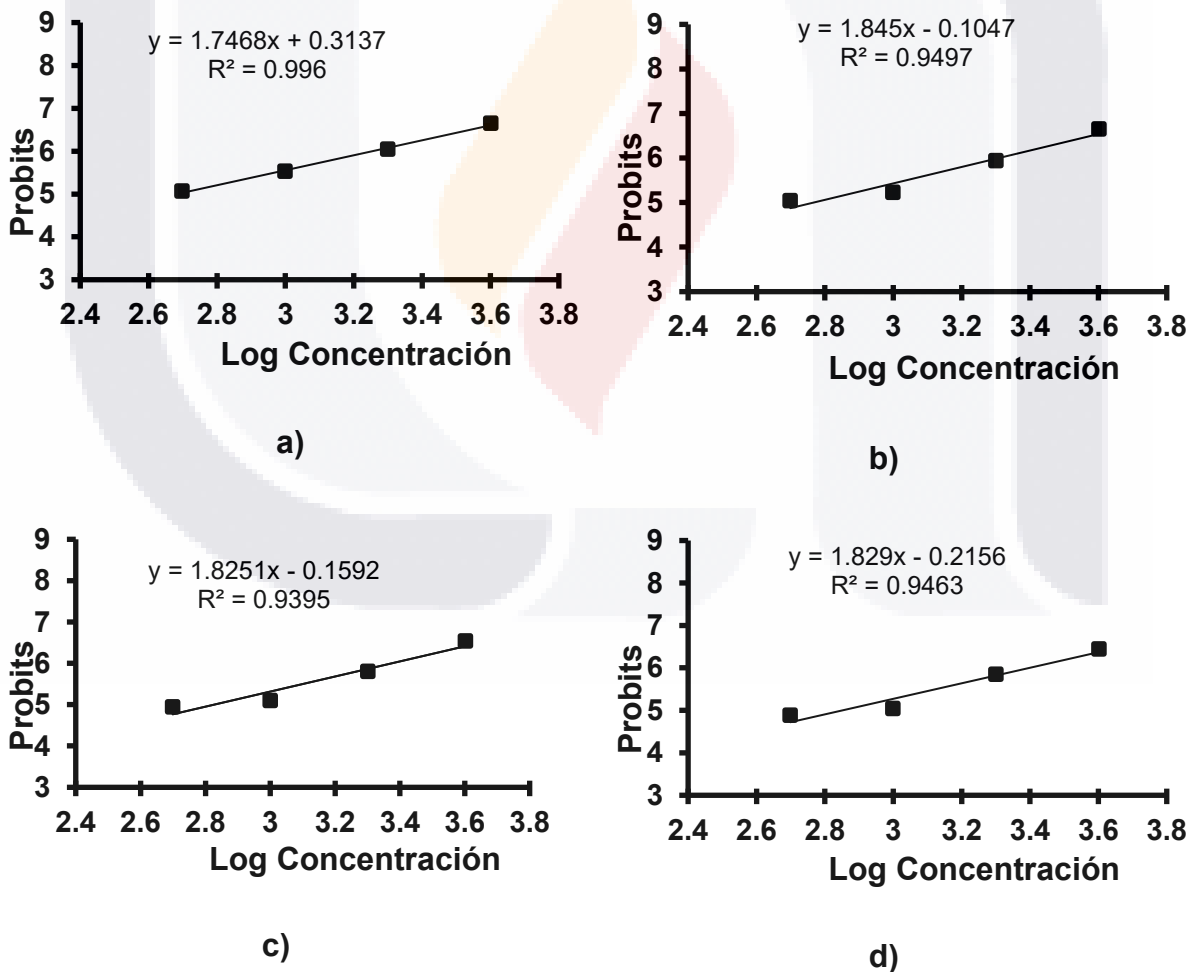 y = 1.7468x + 0.3137
R² = 0.996
9
8
7
6
5
4
3
Probits
2.4 2.6 2.8 3 3.2 3.4 3.6 3.8
Log Concentración
a)
y = 1.845x - 0.1047
R² = 0.9497
9
8
7
6
5
4
3
Probits
2.4 2.6 2.8 3 3.2 3.4 3.6 3.8
Log Concentración
b)
y = 1.8251x - 0.1592
R² = 0.9395
9
8
7
6
5
4
3
Probits
2.4 2.6 2.8 3 3.2 3.4 3.6 3.8
Log Concentración
c)
y = 1.829x - 0.2156
R² = 0.9463
9
8
7
6
5
4
3
Probits
2.4 2.6 2.8 3 3.2 3.4 3.6 3.8
Log Concentración
d)